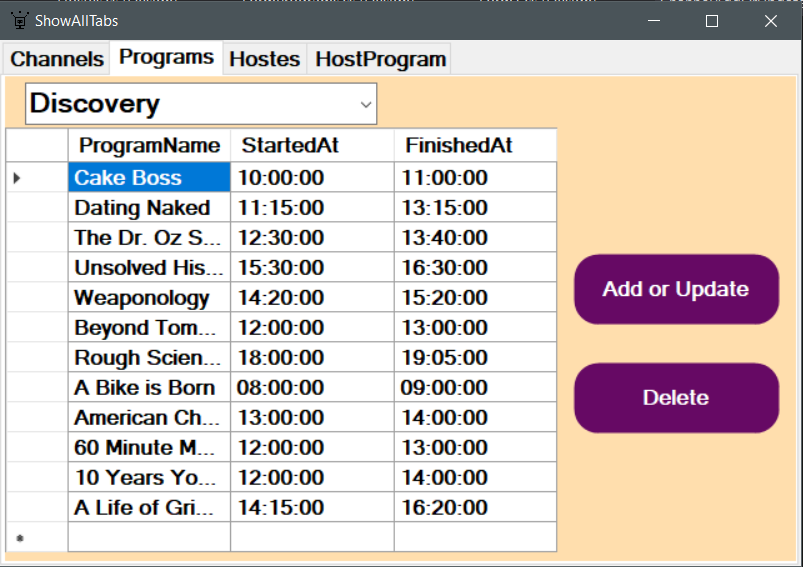 ShowAllTabs
Channels Programs Hostes HostProgram
Discovery
ProgramName StartedAt FinishedAt
Cake Boss 10:00:00 11:00:00
Dating Naked 11:15:00 13:15:00
The Dr. Oz S... 12:30:00 13:40:00
Unsolved His... 15:30:00 16:30:00
Weaponology 14:20:00 15:20:00
Beyond Tom... 12:00:00 13:00:00
Rough Scien... 18:00:00 19:05:00
A Bike is Born 08:00:00 09:00:00
American Ch... 13:00:00 14:00:00
60 Minute M... 12:00:00 13:00:00
10 Years Yo... 12:00:00 14:00:00
A Life of Gri... 14:15:00 16:20:00
Add or Update
Delete